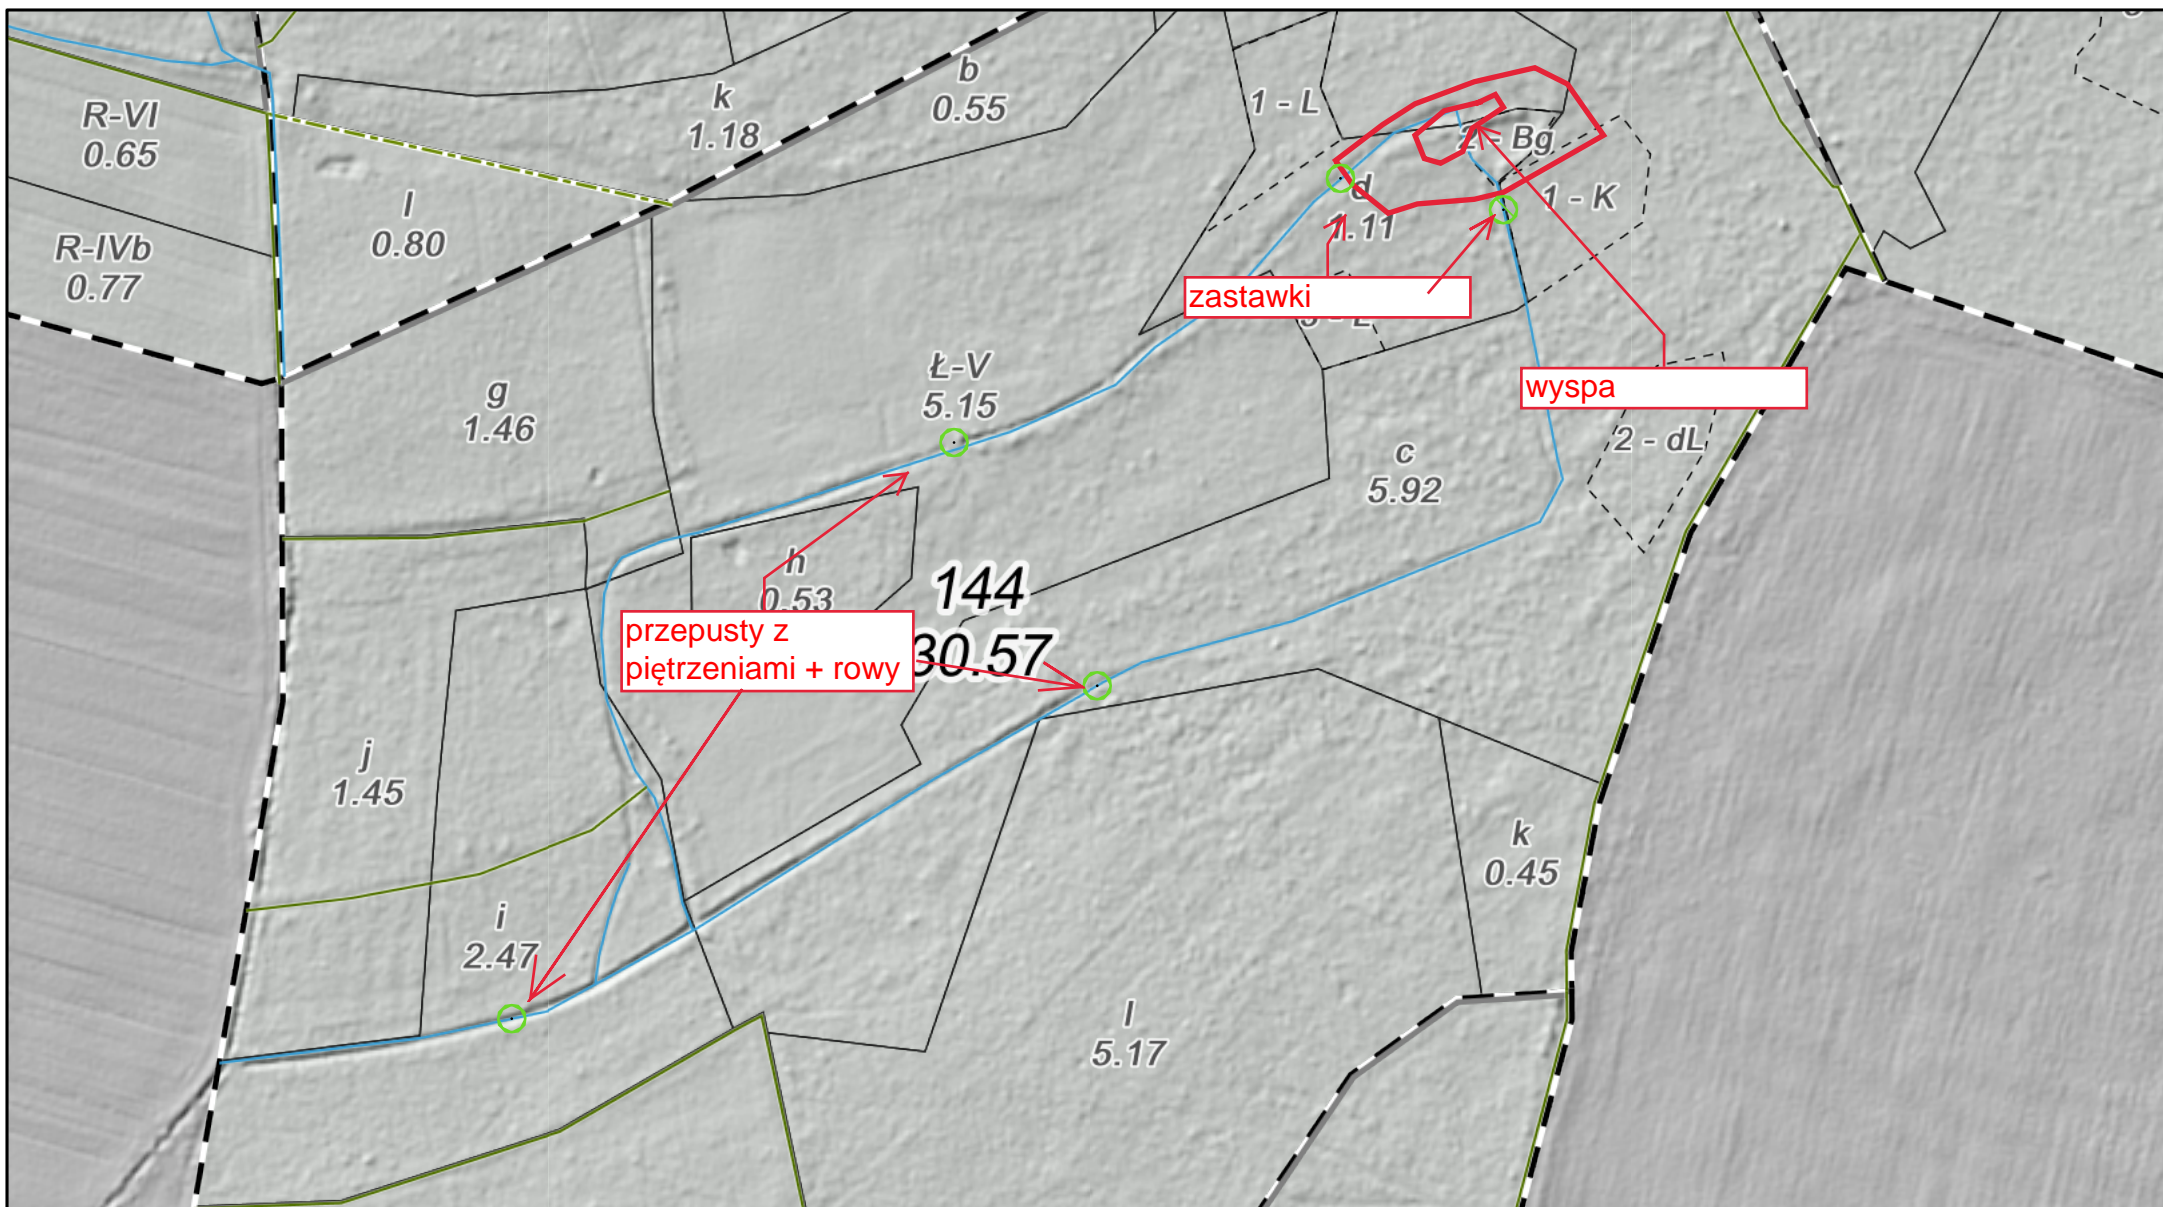 b
0.55
k
1.18
1 - L
R-VI
0.65
2 - Bg
d
1.11
1 - K
l
0.80
R-IVb
0.77
zastawki
Ł-V
5.15
wyspa
g
1.46
2 - dL
c
5.92
h
0.53
144
30.57
przepusty z
piętrzeniami + rowy
j
1.45
k
0.45
i
2.47
l
5.17